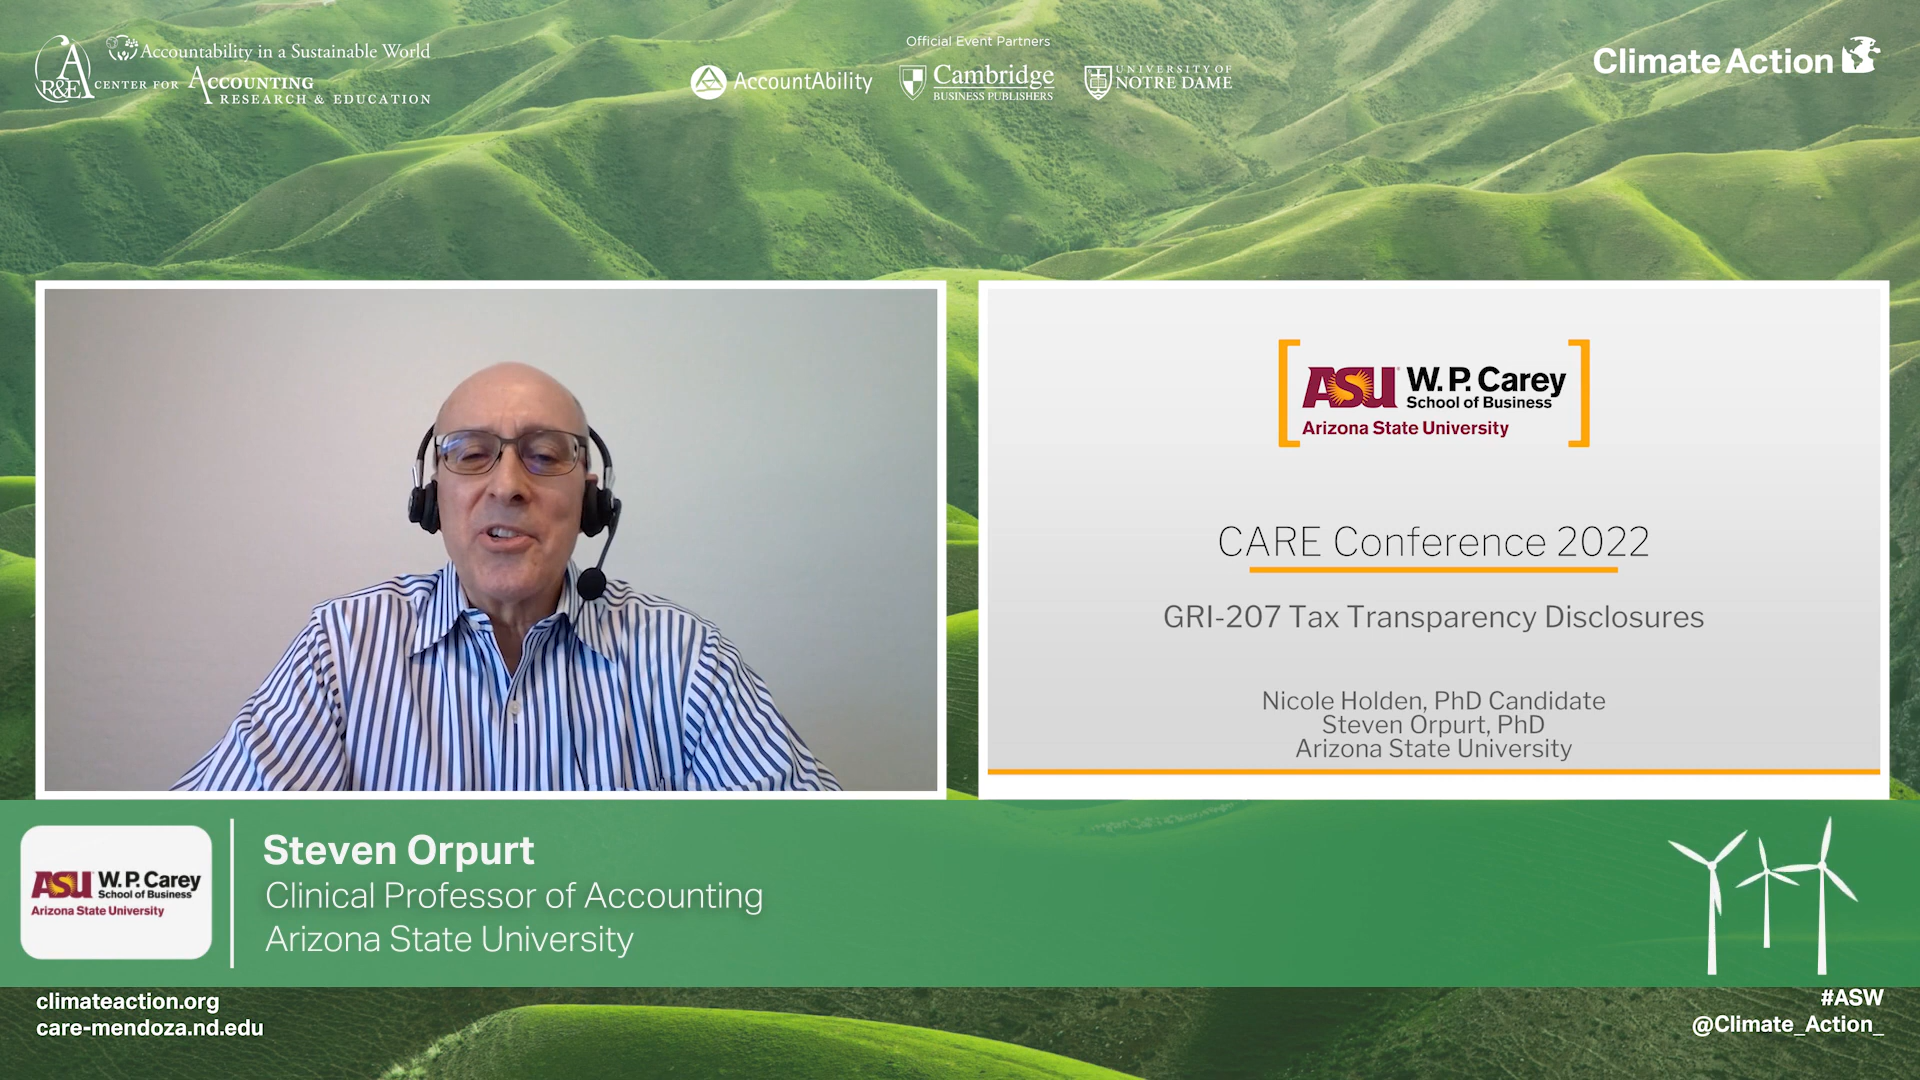 Accountability in a Sustainable World
CARE
CENTER FOR ACCOUNTING
RESEARCH & EDUCATION
Official Event Partners
AccountAbility
Cambridge
BUSINESS PUBLISHERS
UNIVERSITY OF
NOTRE DAME
Climate Action
ASU W. P. Carey
School of Business
Arizona State University
CARE Conference 2022
GRI-207 Tax Transparency Disclosures
Nicole Holden, PhD Candidate
Steven Orpurt, PhD
Arizona State University
ASU W. P. Carey
School of Business
Arizona State University
Steven Orpurt
Clinical Professor of Accounting
Arizona State University
climateaction.org
care-mendoza.nd.edu
#ASW
@Climate_Action_